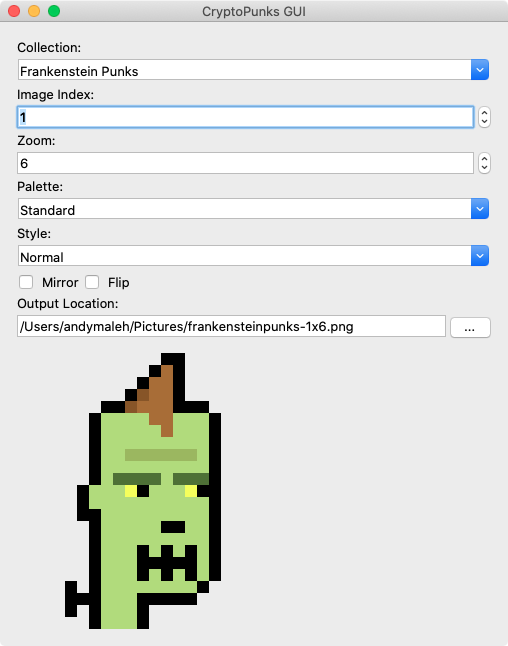 CryptoPunks GUI
Collection:
Frankenstein Punks
Image Index:
1
Zoom:
6
Palette:
Standard
Style:
Normal
Mirror Flip
Output Location:
/Users/andymaleh/Pictures/frankensteinpunks-1x6.png ...